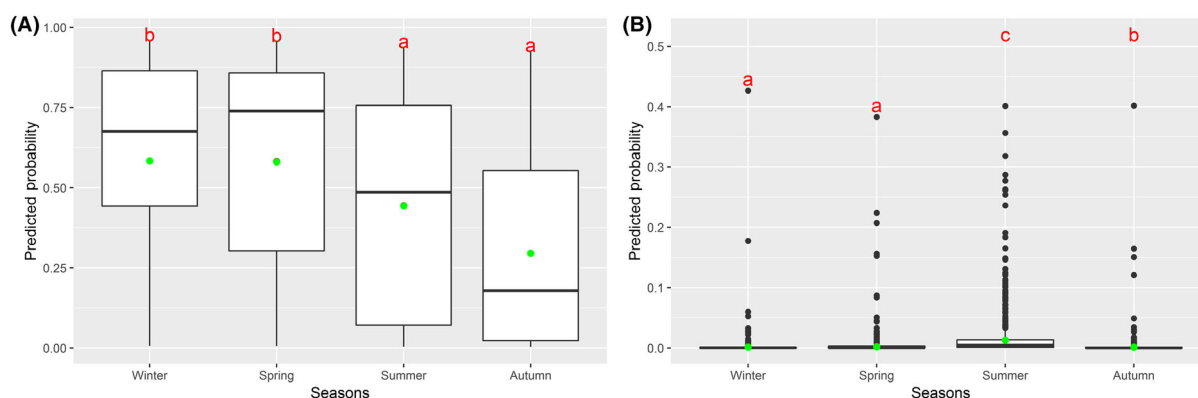 (A)
Predicted probability
1.00
0.75
0.50
0.25
0.00
b b a a
Winter Spring Summer Autumn
Seasons
(B)
Predicted probability
0.5
0.4
0.3
0.2
0.1
0.0
a a c b
Winter Spring Summer Autumn
Seasons